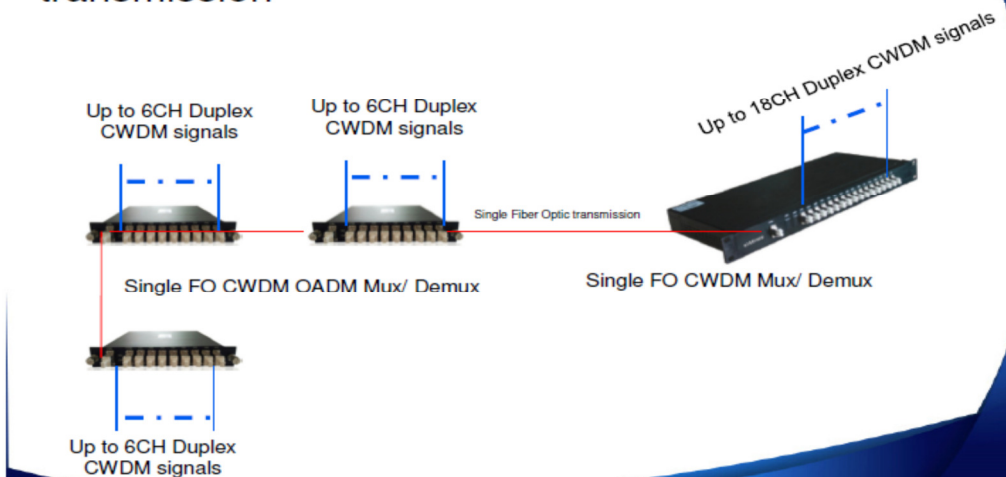 transmission
Up to 18CH Duplex CWDM signals
Up to 6CH Duplex
CWDM signals
Up to 6CH Duplex
CWDM signals
Single Fiber Optic transmission
Single FO CWDM OADM Mux/ Demux
Single FO CWDM Mux/ Demux
Up to 6CH Duplex
CWDM signals